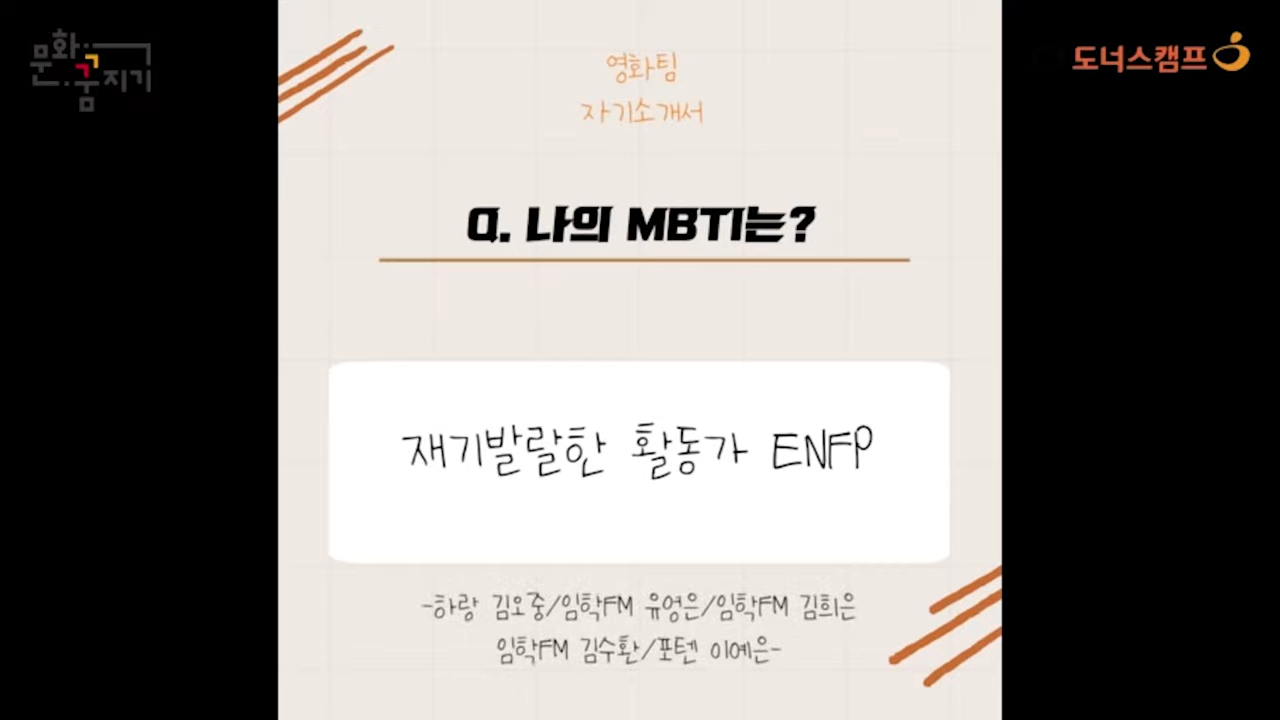 문화꿈지기
도너스캠프
영화팀
자기소개서
Q. 나의 MBTI는?
재기발랄한 활동가 ENFP
-하랑 김오중/임학FM 유영은/임학FM 김희은
임학FM 김수환/포텐 이예은-